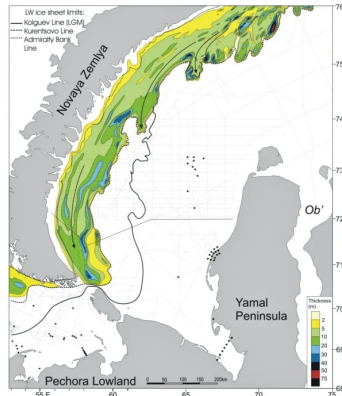 LW ice sheet limits:
Kolguev Line (LGM)
Kurentsovo Line
Admiralty Bank
Line
Novaya Zemlya
Ob'
Yamal
Peninsula
Pechora Lowland
Thickness
(m)
2
5
10
20
30
40
50
75
0 50 100 150 200km
55 E
60
65
70
75
76
75
74
73
72
71
70
69
68